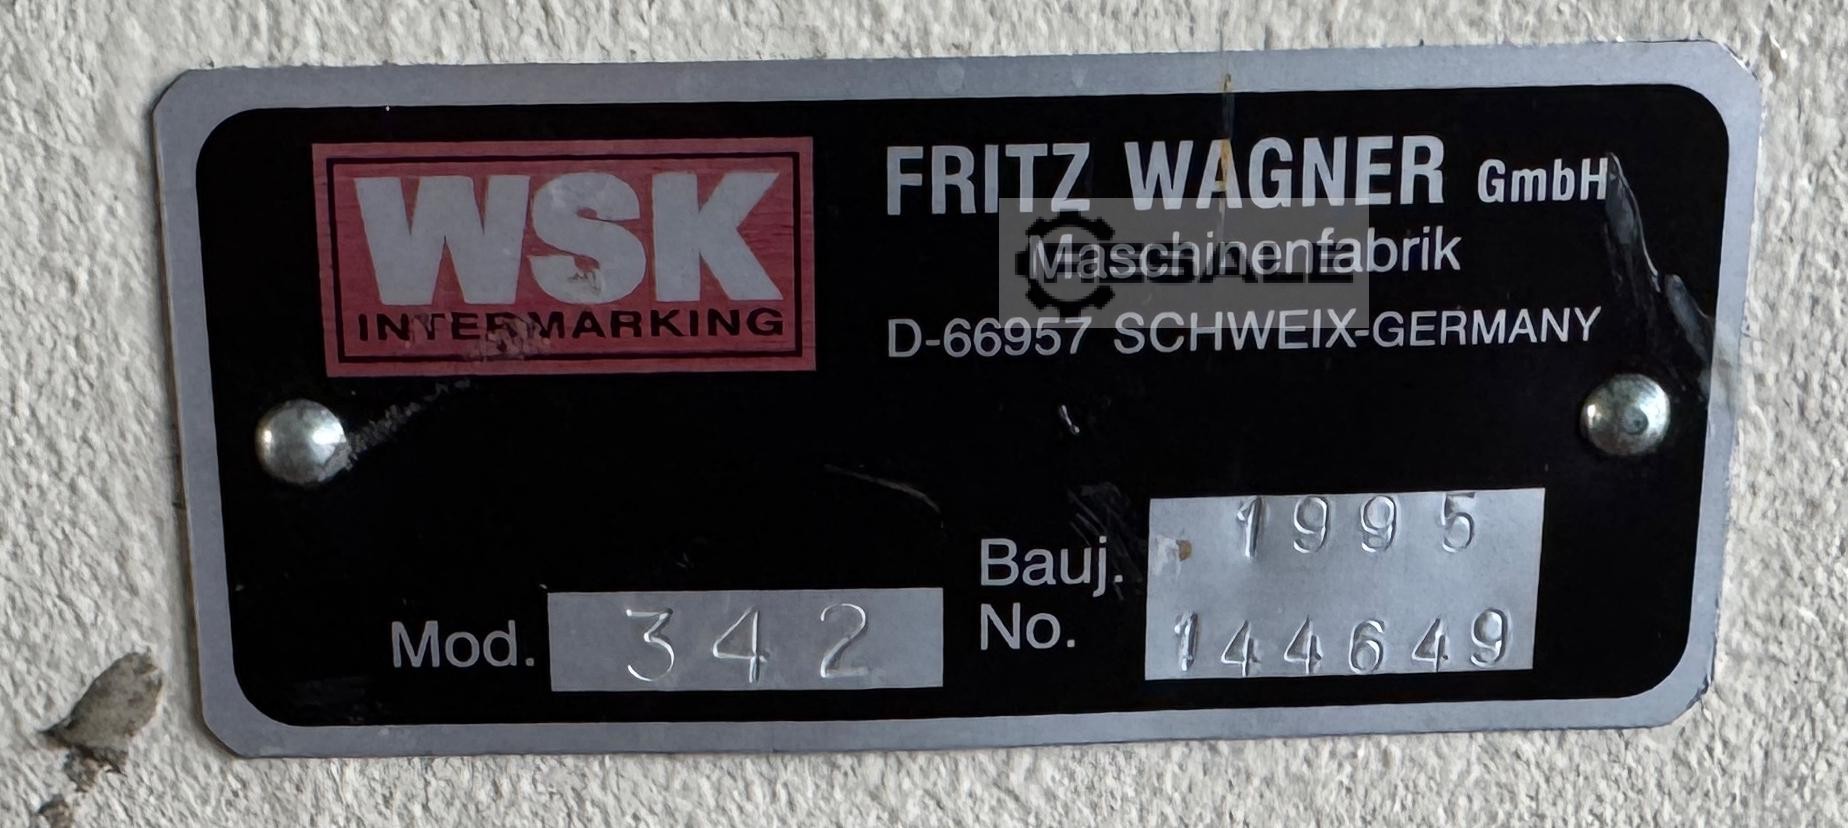 WSK
INTERMARKING
FRITZ WAGNER GmbH
Maschinenfabrik
D-66957 SCHWEIX-GERMANY
Mod. 342
Bauj. 1995
No. 144649